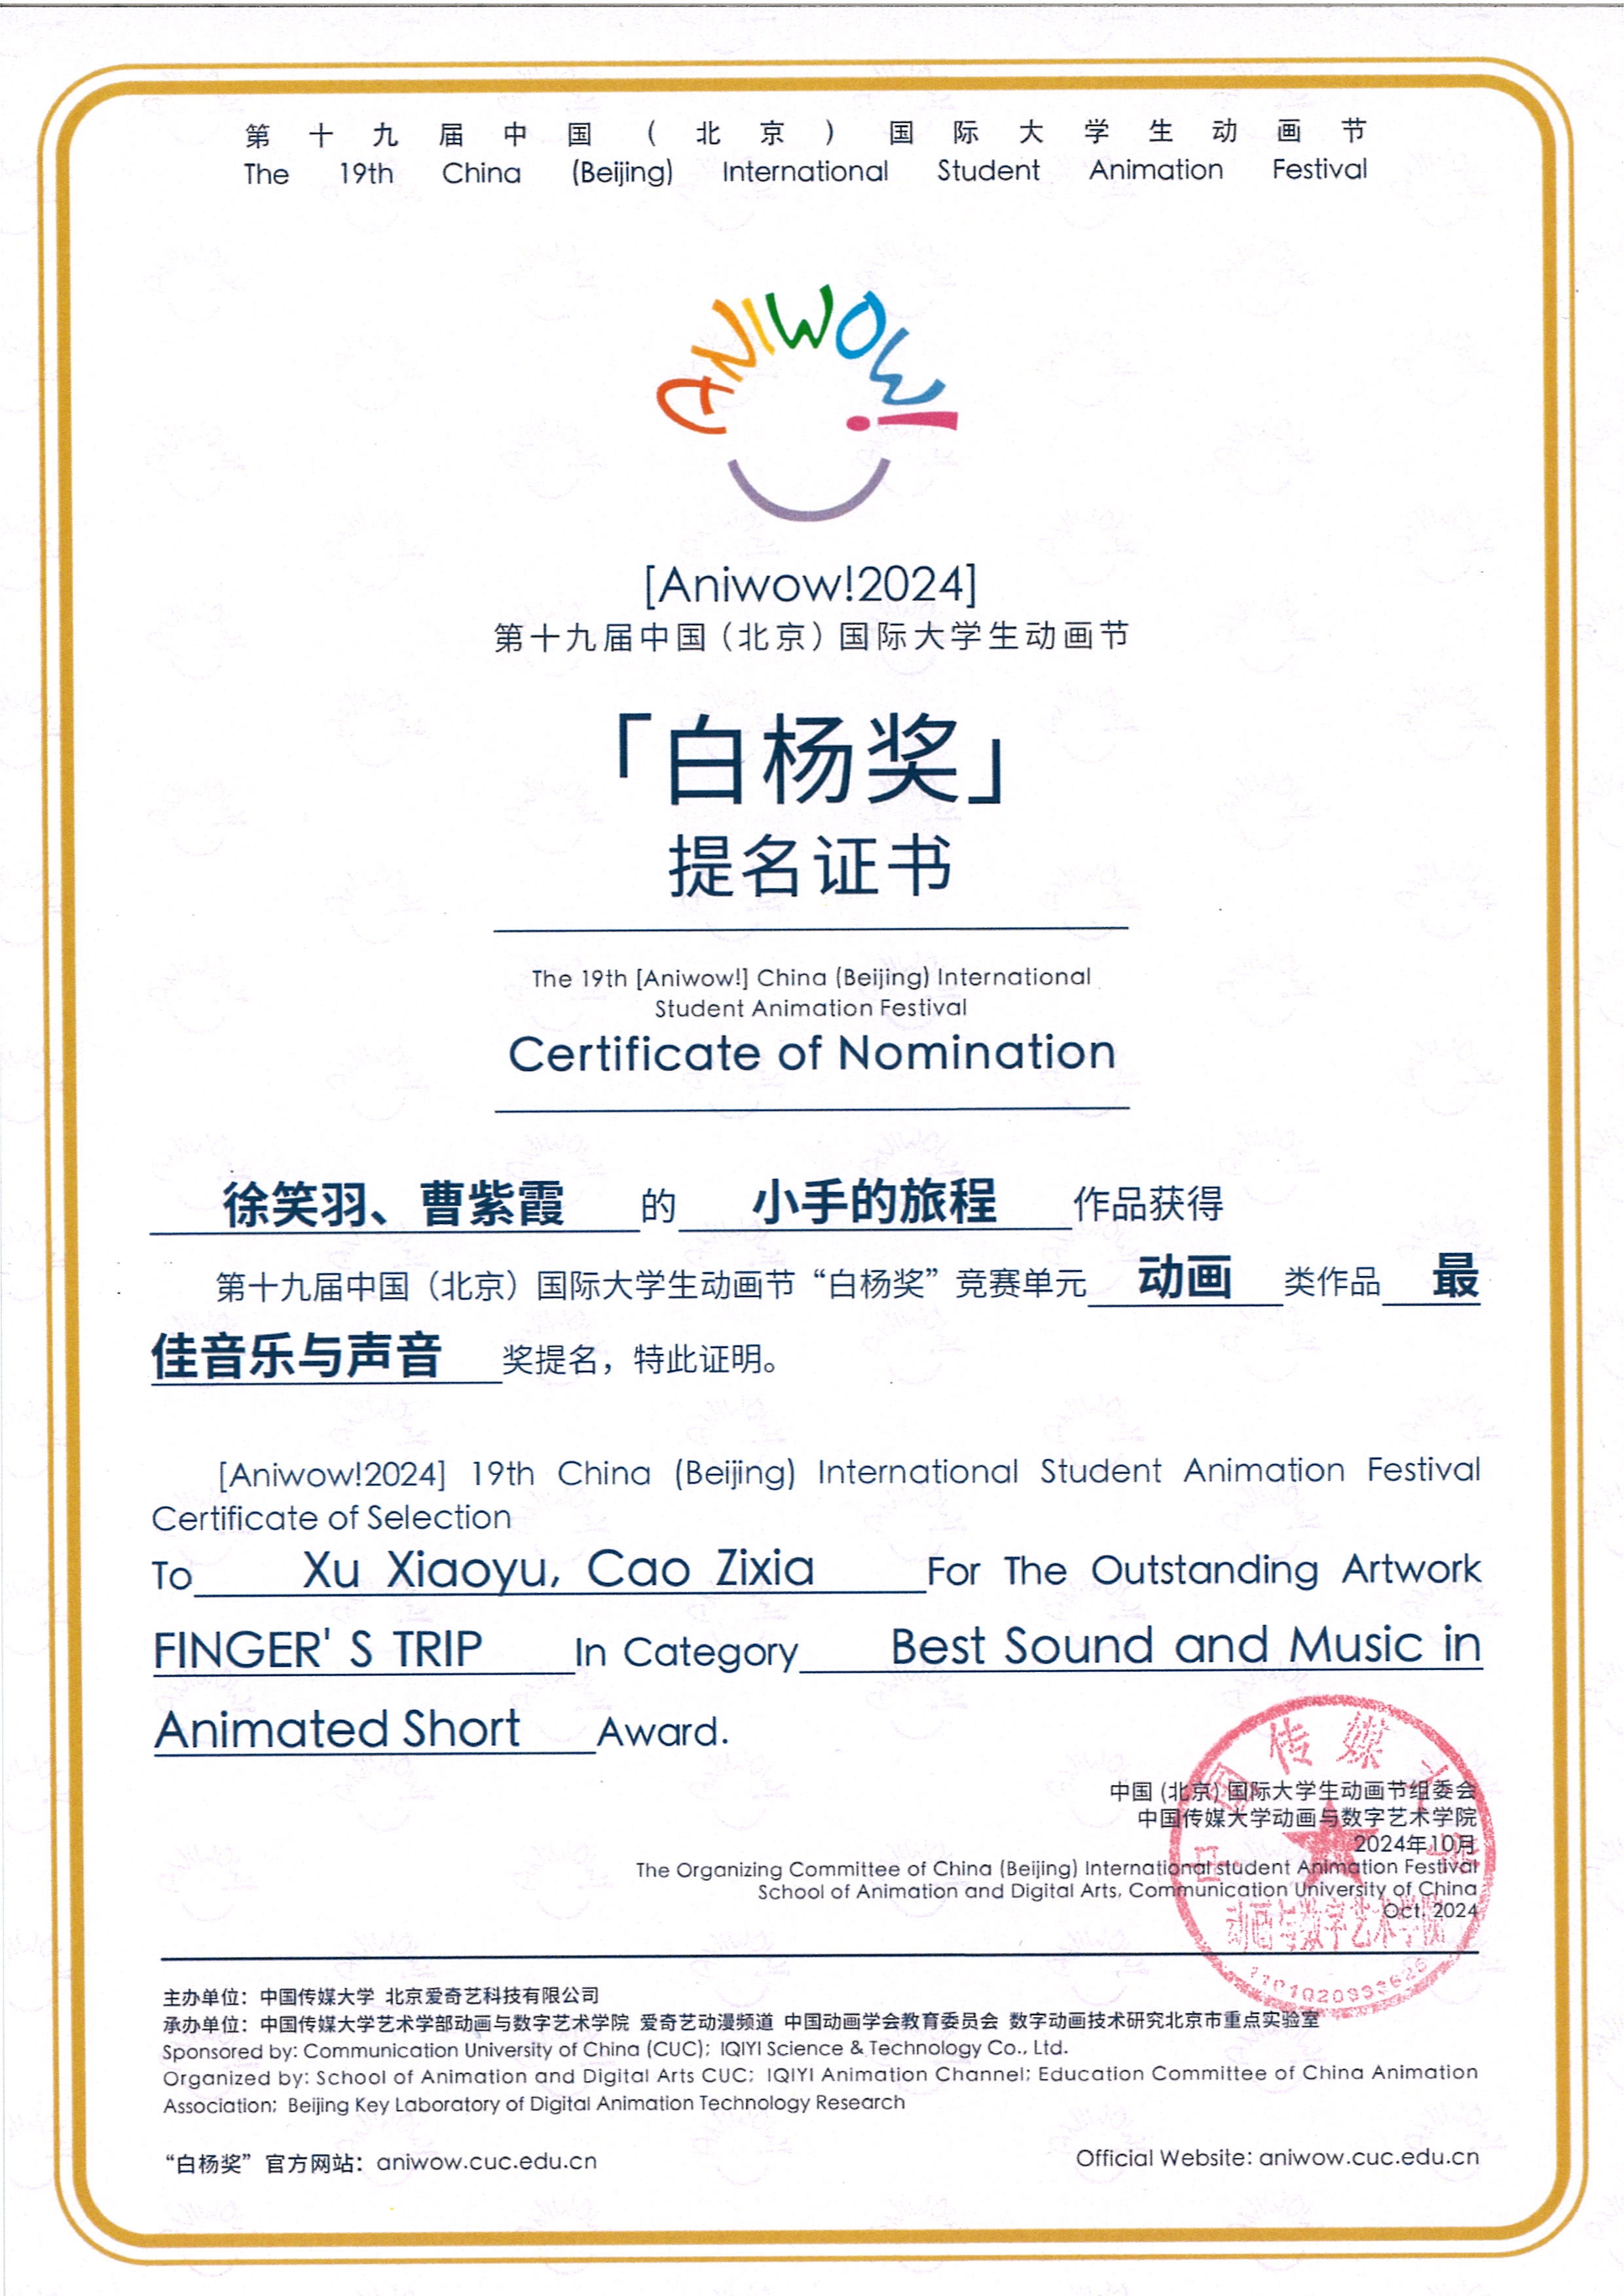 第十九届中国（北京）国际大学生动画节
The 19th China (Beijing) International Student Animation Festival
ANIWOW!
[Aniwow!2024]
第十九届中国（北京）国际大学生动画节
「白杨奖」
提名证书
The 19th [Aniwow!] China (Beijing) International
Student Animation Festival
Certificate of Nomination
徐笑羽、曹紫霞 的 小手的旅程 作品获得
第十九届中国（北京）国际大学生动画节“白杨奖”竞赛单元 动画 类作品 最
佳音乐与声音 奖提名，特此证明。
[Aniwow!2024] 19th China (Beijing) International Student Animation Festival
Certificate of Selection
To Xu Xiaoyu, Cao Zixia For The Outstanding Artwork
FINGER' S TRIP In Category Best Sound and Music in
Animated Short Award.
中国传媒大学
中国 (北京) 国际大学生动画节组委会
中国传媒大学动画与数字艺术学院
2024年10月
The Organizing Committee of China (Beijing) International student Animation Festival
School of Animation and Digital Arts, Communication University of China
Oct. 2024
动画与数字艺术学院
主办单位：中国传媒大学 北京爱奇艺科技有限公司
承办单位：中国传媒大学艺术学部动画与数字艺术学院 爱奇艺动漫频道 中国动画学会教育委员会 数字动画技术研究北京市重点实验室
Sponsored by: Communication University of China (CUC); IQIYI Science & Technology Co., Ltd.
Organized by: School of Animation and Digital Arts CUC; IQIYI Animation Channel; Education Committee of China Animation
Association; Beijing Key Laboratory of Digital Animation Technology Research
“白杨奖”官方网站：aniwow.cuc.edu.cn
Official Website: aniwow.cuc.edu.cn